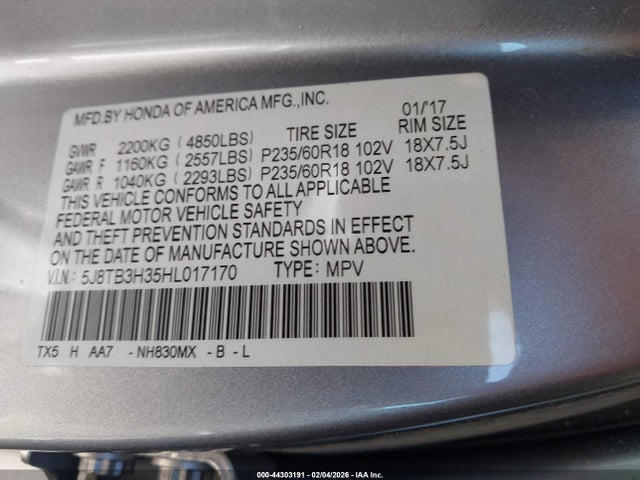 MFD.BY HONDA OF AMERICA MFG.,INC. 01/'17
GVWR 2200KG ( 4850LBS) TIRE SIZE RIM SIZE
GAWR F 1160KG ( 2557LBS) P235/60R18 102V 18X7.5J
GAWR R 1040KG ( 2293LBS) P235/60R18 102V 18X7.5J
THIS VEHICLE CONFORMS TO ALL APPLICABLE
FEDERAL MOTOR VEHICLE SAFETY
AND THEFT PREVENTION STANDARDS IN EFFECT
ON THE DATE OF MANUFACTURE SHOWN ABOVE.
V.I.N.: 5J8TB3H35HL017170 TYPE: MPV
TX5 H AA7 - NH830MX - B - L
000-44303191 - 02/04/2026 - IAA Inc.